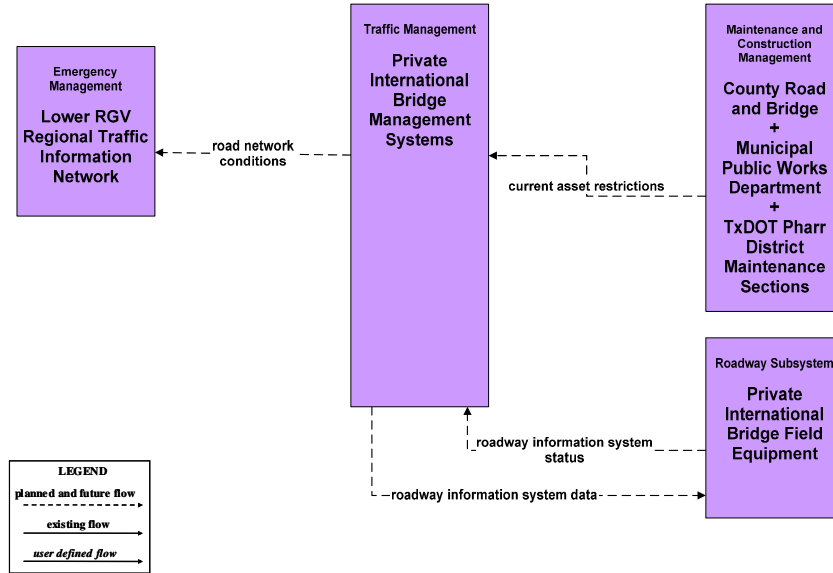 Emergency
Management
Lower RGV
Regional Traffic
Information
Network
road network
conditions
Traffic Management
Private
International
Bridge
Management
Systems
current asset restrictions
Maintenance and
Construction
Management
County Road
and Bridge
+
Municipal
Public Works
Department
+
TxDOT Pharr
District
Maintenance
Sections
Roadway Subsystem
Private
International
Bridge Field
Equipment
roadway information system
status
roadway information system data
LEGEND
planned and future flow
existing flow
user defined flow